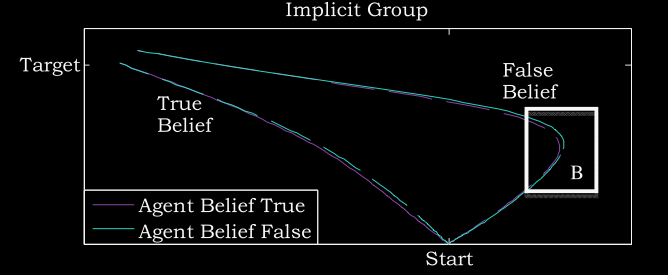 Implicit Group
Target
False
Belief
True
Belief
B
Agent Belief True
Agent Belief False
Start